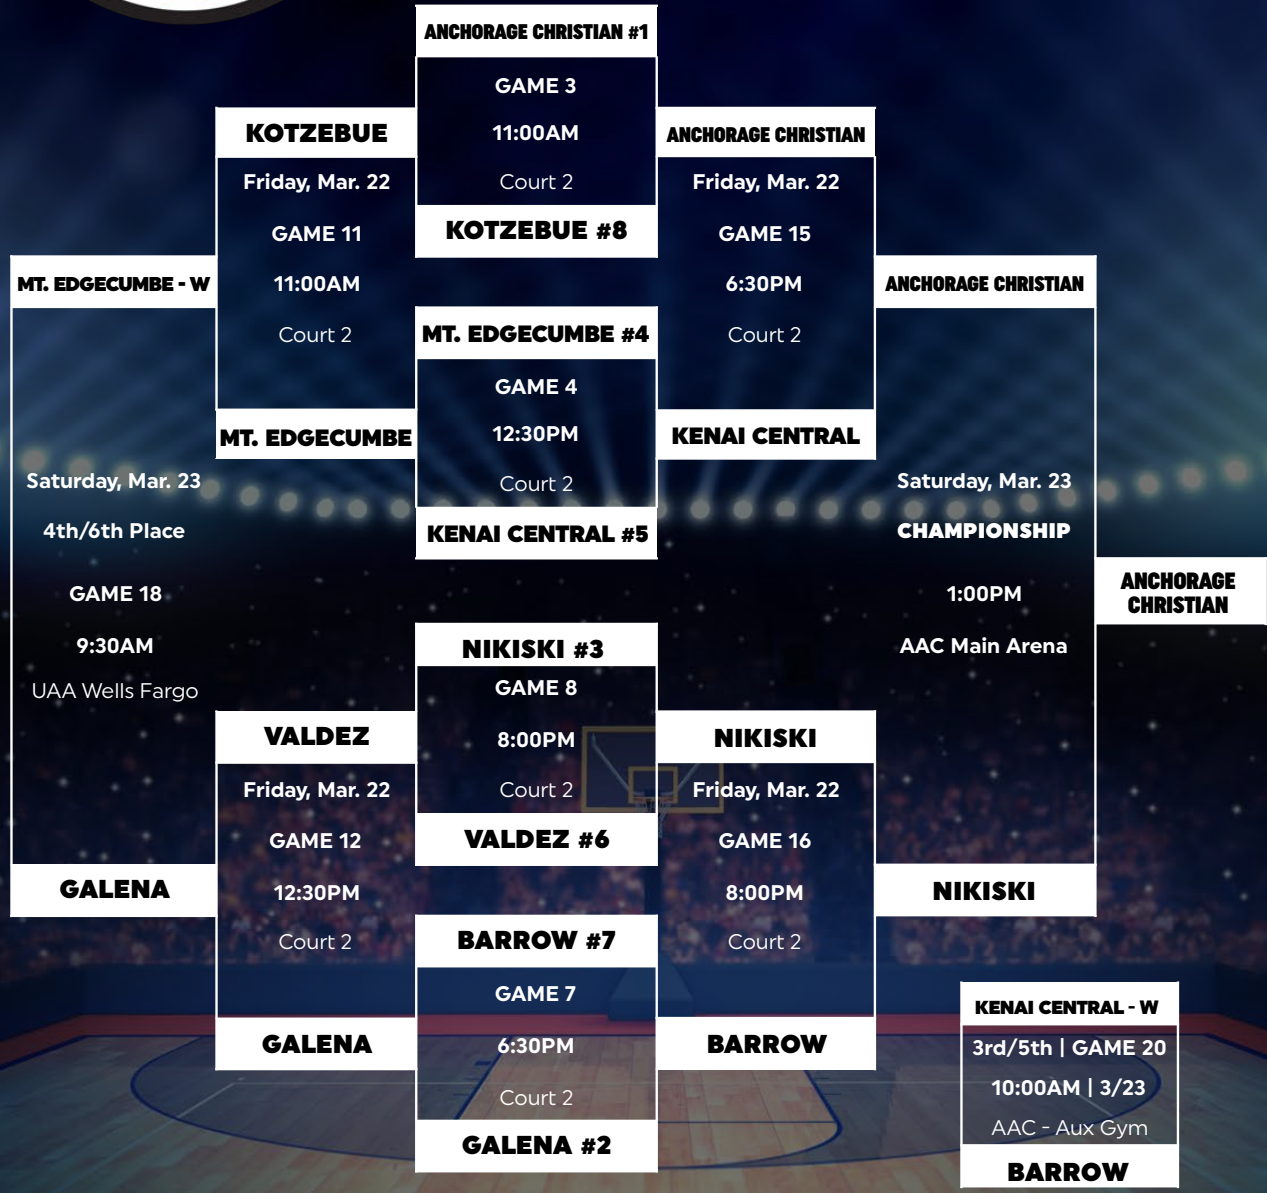 ANCHORAGE CHRISTIAN #1
GAME 3
11:00AM
Court 2
KOTZEBUE #8
KOTZEBUE
Friday, Mar. 22
GAME 11
11:00AM
Court 2
MT. EDGECUMBE
ANCHORAGE CHRISTIAN
Friday, Mar. 22
GAME 15
6:30PM
Court 2
KENAI CENTRAL
MT. EDGECUMBE #4
GAME 4
12:30PM
Court 2
KENAI CENTRAL #5
MT. EDGECUMBE - W
Saturday, Mar. 23
4th/6th Place
GAME 18
9:30AM
UAA Wells Fargo
GALENA
ANCHORAGE CHRISTIAN
Saturday, Mar. 23
CHAMPIONSHIP
1:00PM
AAC Main Arena
NIKISKI
ANCHORAGE
CHRISTIAN
NIKISKI #3
GAME 8
8:00PM
Court 2
VALDEZ #6
VALDEZ
Friday, Mar. 22
GAME 12
12:30PM
Court 2
GALENA
NIKISKI
Friday, Mar. 22
GAME 16
8:00PM
Court 2
BARROW
BARROW #7
GAME 7
6:30PM
Court 2
GALENA #2
KENAI CENTRAL - W
3rd/5th | GAME 20
10:00AM | 3/23
AAC - Aux Gym
BARROW